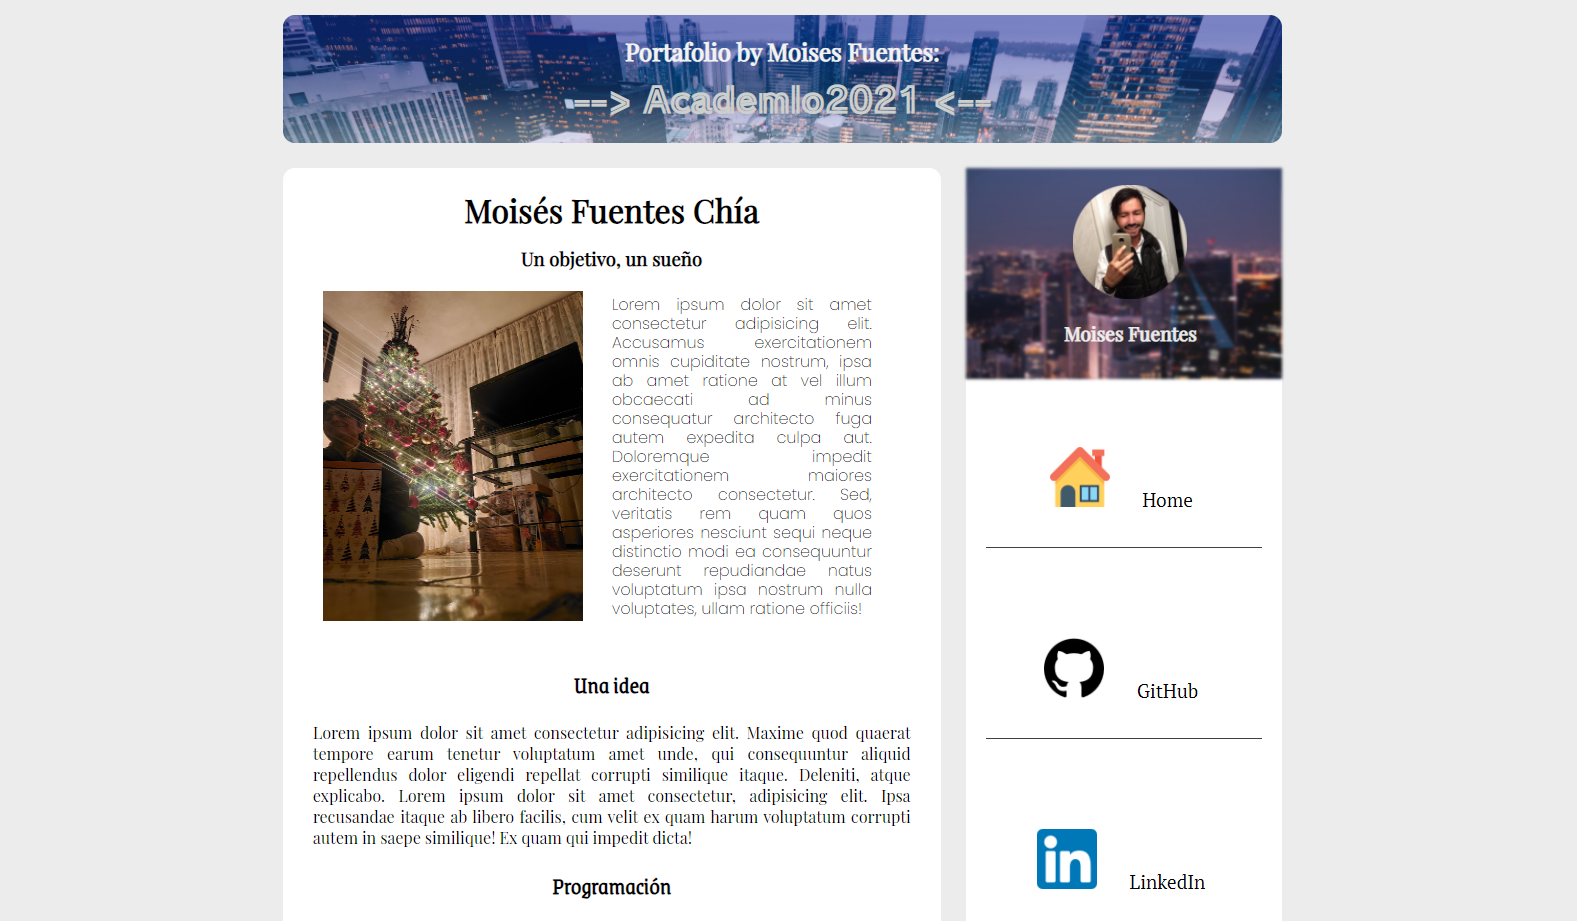 Portafolio by Moises Fuentes:
--> Academlo2021 <--
Moisés Fuentes Chía
Un objetivo, un sueño
Lorem ipsum dolor sit amet
consectetur adipisicing elit.
Accusamus exercitationem
omnis cupiditate nostrum, ipsa
ab amet ratione at vel illum
obcaecati ad minus
consequatur architecto fuga
autem expedita culpa aut.
Doloremque impedit
exercitationem maiores
architecto consectetur. Sed,
veritatis rem quam quos
asperiores nesciunt sequi neque
distinctio modi ea consequuntur
deserunt repudiandae natus
voluptatum ipsa nostrum nulla
voluptates, ullam ratione officiis!
Una idea
Lorem ipsum dolor sit amet consectetur adipisicing elit. Maxime quod quaerat
tempore earum tenetur voluptatum amet unde, qui consequuntur aliquid
repellendus dolor eligendi repellat corrupti similique itaque. Deleniti, atque
explicabo. Lorem ipsum dolor sit amet consectetur, adipisicing elit. Ipsa
recusandae itaque ab libero facilis, cum velit ex quam harum voluptatum corrupti
autem in saepe similique! Ex quam qui impedit dicta!
Programación
Moises Fuentes
Home
GitHub
in
LinkedIn